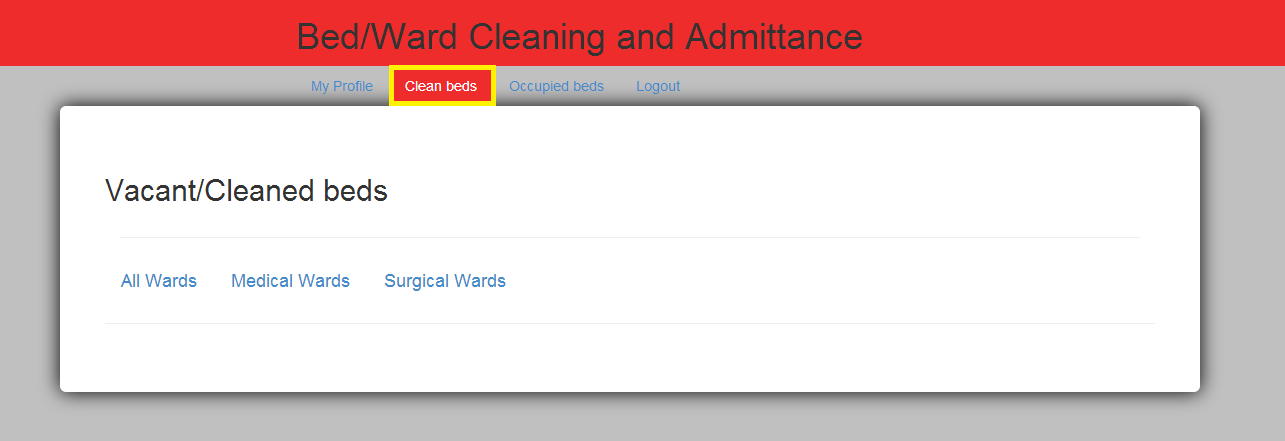 Bed/Ward Cleaning and Admittance
My Profile Clean beds Occupied beds Logout
Vacant/Cleaned beds
All Wards Medical Wards Surgical Wards